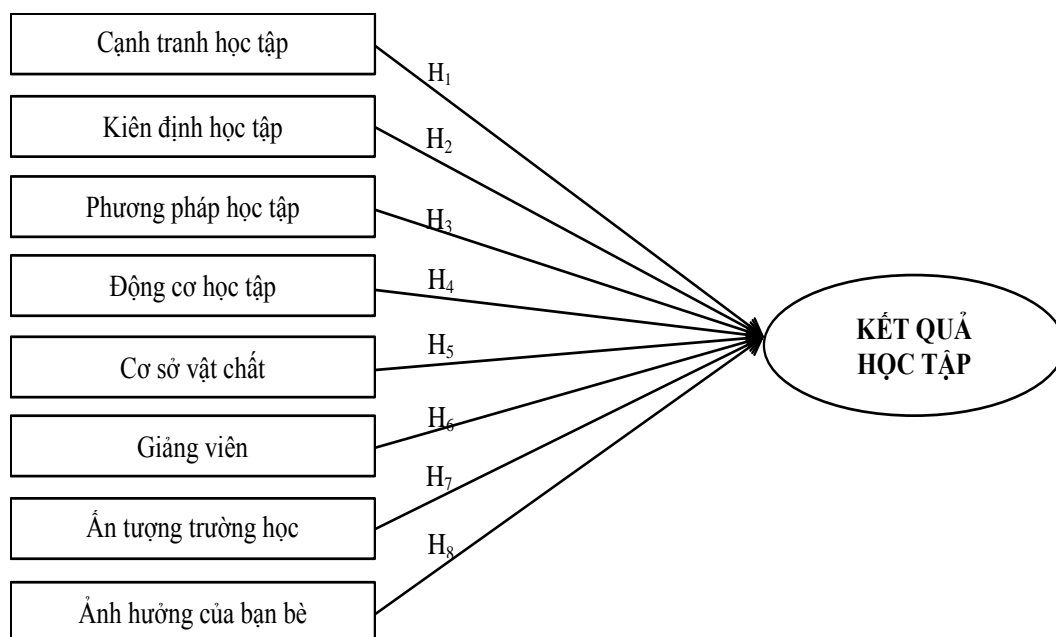 Cạnh tranh học tập
H₁
Kiên định học tập
H₂
Phương pháp học tập
H₃
Động cơ học tập
H₄
Cơ sở vật chất
H₅
Giảng viên
H₆
Ấn tượng trường học
H₇
Ảnh hưởng của bạn bè
H₈
KẾT QUẢ
HỌC TẬP